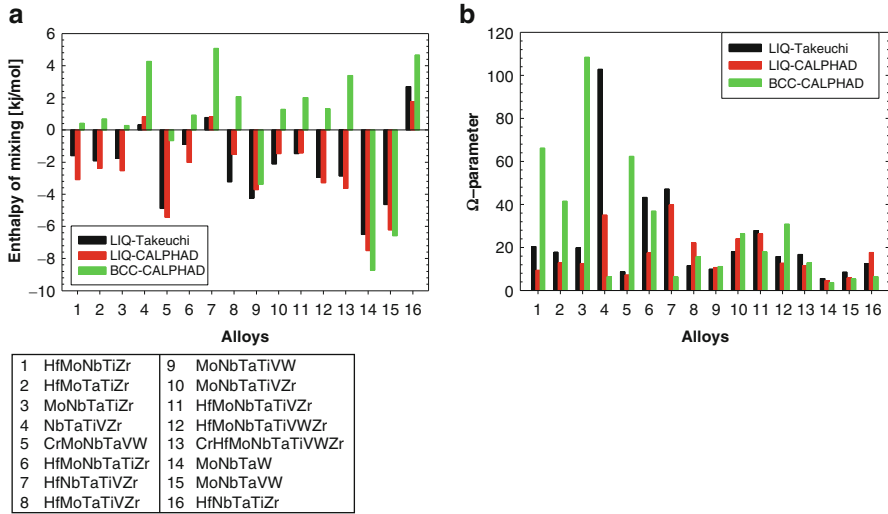 a
Enthalpy of mixing [kj/mol]
6
4
2
0
−2
−4
−6
−8
−10
LIQ-Takeuchi
LIQ-CALPHAD
BCC-CALPHAD
1 2 3 4 5 6 7 8 9 10 11 12 13 14 15 16
Alloys
b
Ω−parameter
120
100
80
60
40
20
0
LIQ-Takeuchi
LIQ-CALPHAD
BCC-CALPHAD
1 2 3 4 5 6 7 8 9 10 11 12 13 14 15 16
Alloys
1 HfMoNbTiZr
2 HfMoTaTiZr
3 MoNbTaTiZr
4 NbTaTiVZr
5 CrMoNbTaVW
6 HfMoNbTaTiZr
7 HfNbTaTiVZr
8 HfMoTaTiVZr
9 MoNbTaTiVW
10 MoNbTaTiVZr
11 HfMoNbTaTiVZr
12 HfMoNbTaTiVWZr
13 CrHfMoNbTaTiVWZr
14 MoNbTaW
15 MoNbTaVW
16 HfNbTaTiZr